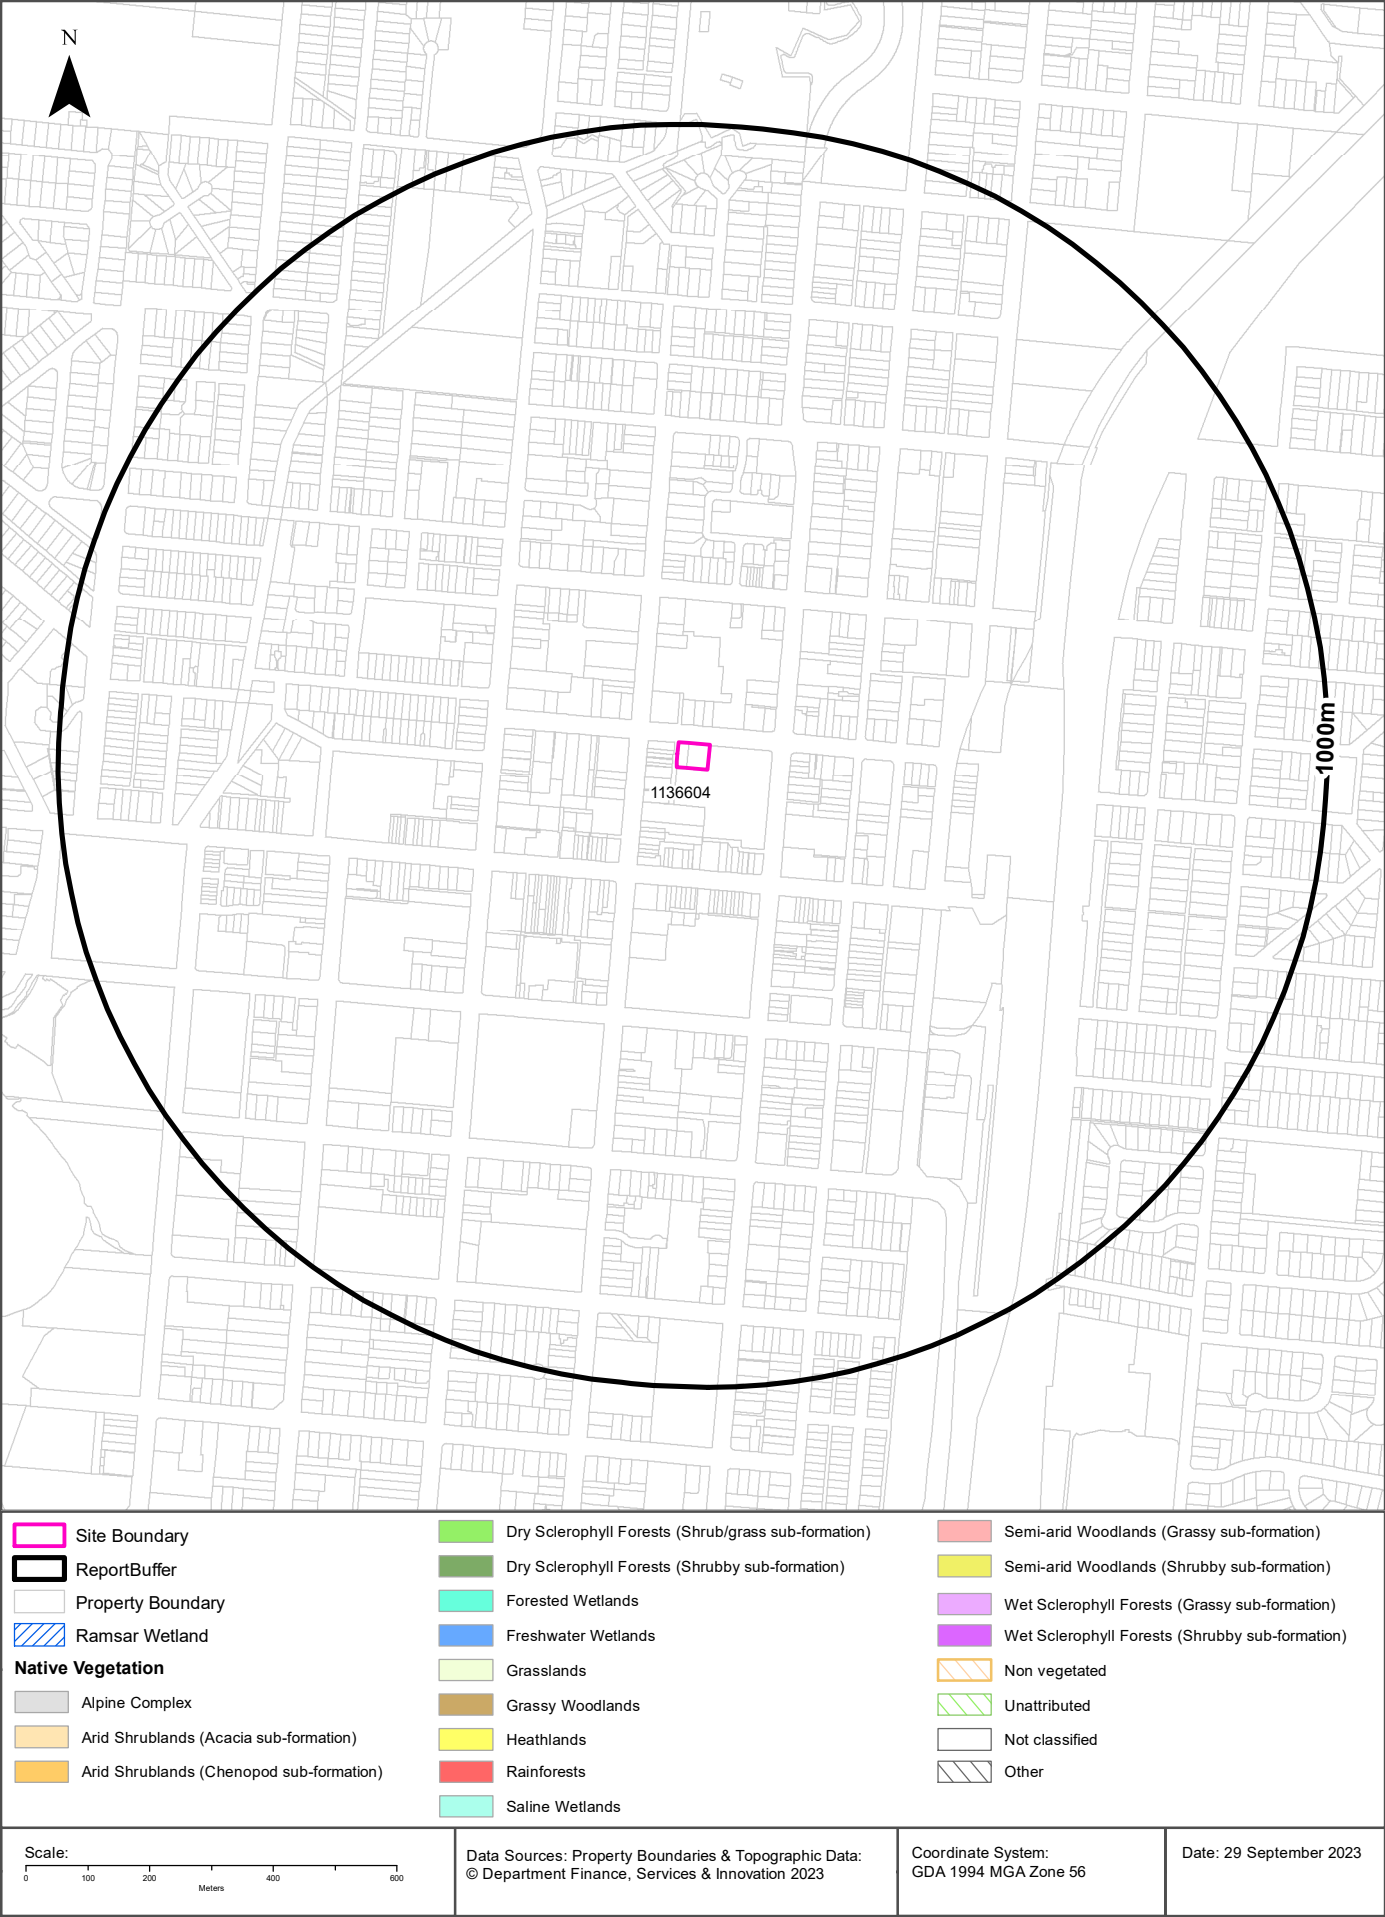 N
1000m
1136604
Site Boundary
ReportBuffer
Property Boundary
Ramsar Wetland
Native Vegetation
Alpine Complex
Arid Shrublands (Acacia sub-formation)
Arid Shrublands (Chenopod sub-formation)
Dry Sclerophyll Forests (Shrub/grass sub-formation)
Dry Sclerophyll Forests (Shrubby sub-formation)
Forested Wetlands
Freshwater Wetlands
Grasslands
Grassy Woodlands
Heathlands
Rainforests
Saline Wetlands
Semi-arid Woodlands (Grassy sub-formation)
Semi-arid Woodlands (Shrubby sub-formation)
Wet Sclerophyll Forests (Grassy sub-formation)
Wet Sclerophyll Forests (Shrubby sub-formation)
Non vegetated
Unattributed
Not classified
Other
Scale:
0 100 200 400 600
Meters
Data Sources: Property Boundaries & Topographic Data:
© Department Finance, Services & Innovation 2023
Coordinate System:
GDA 1994 MGA Zone 56
Date: 29 September 2023